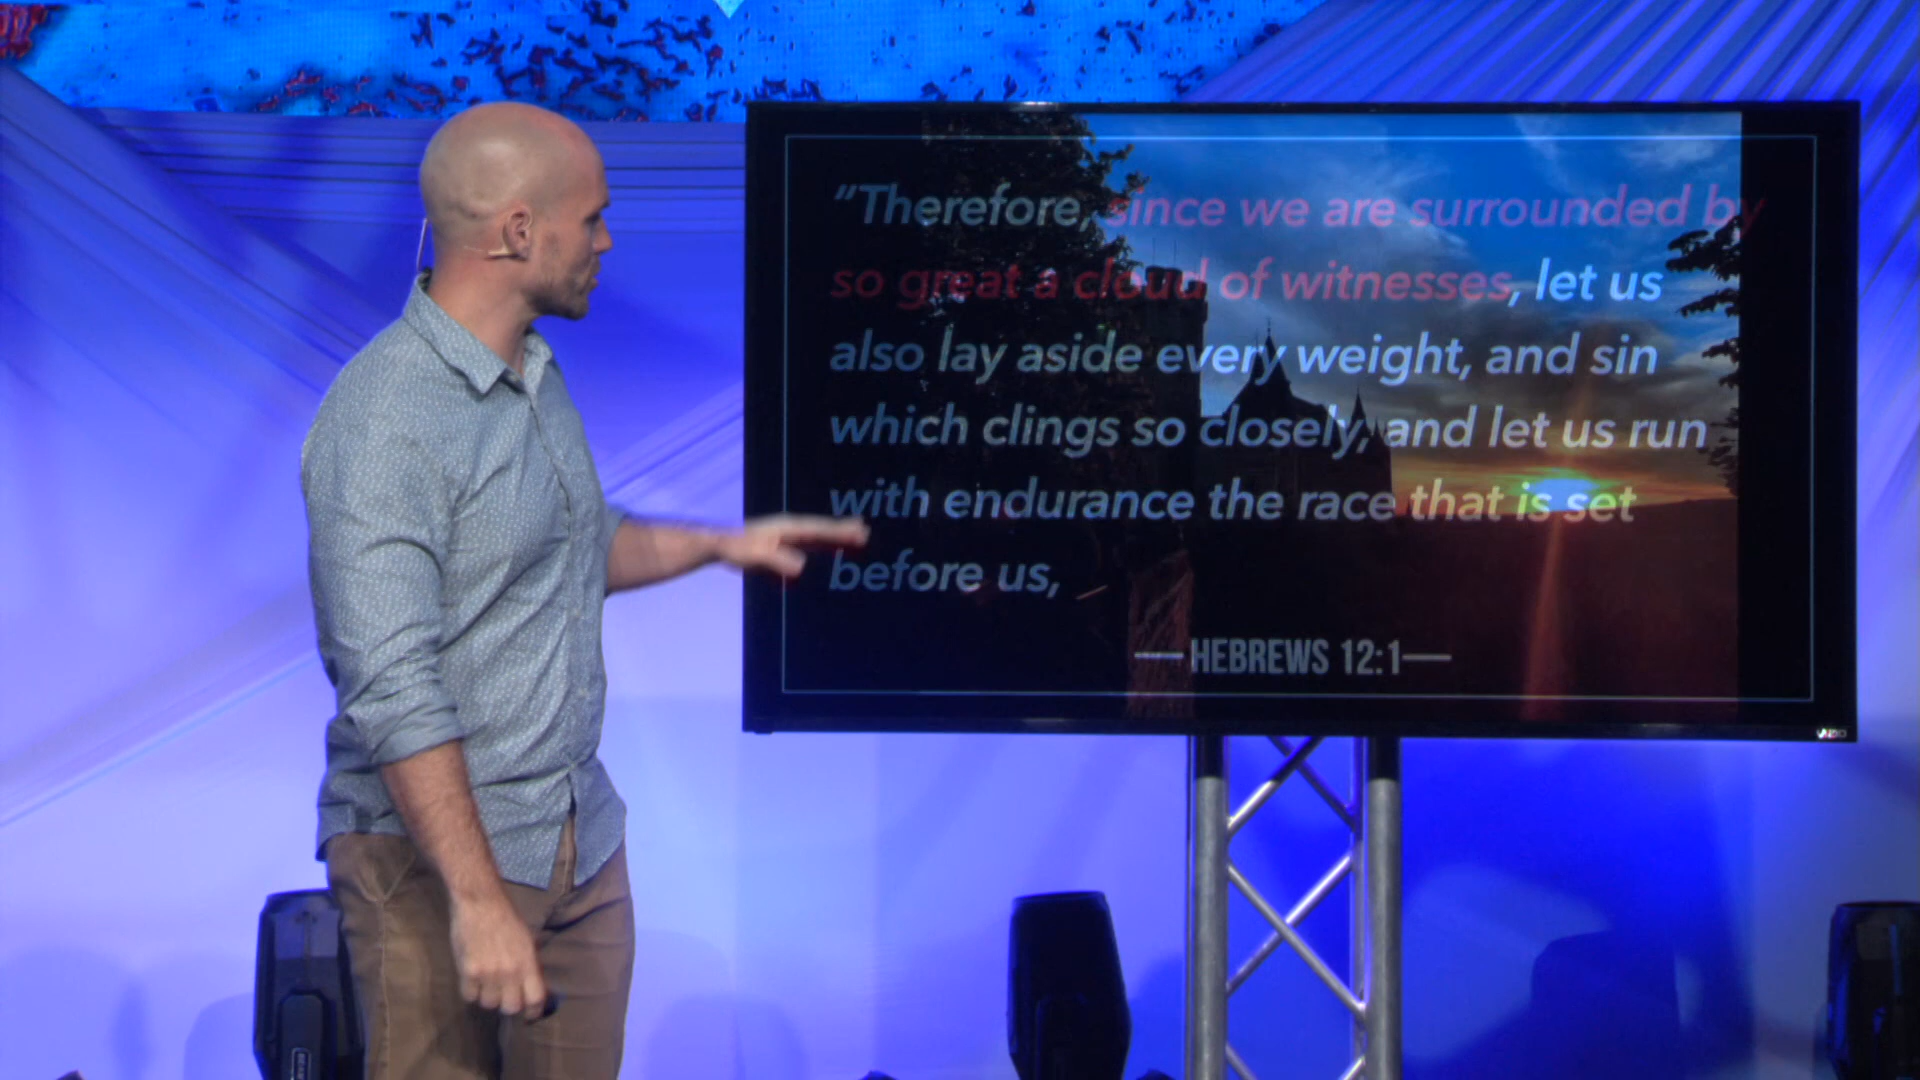 “Therefore, since we are surrounded by
so great a cloud of witnesses, let us
also lay aside every weight, and sin
which clings so closely, and let us run
with endurance the race that is set
before us,
HEBREWS 12:1
VIZIO